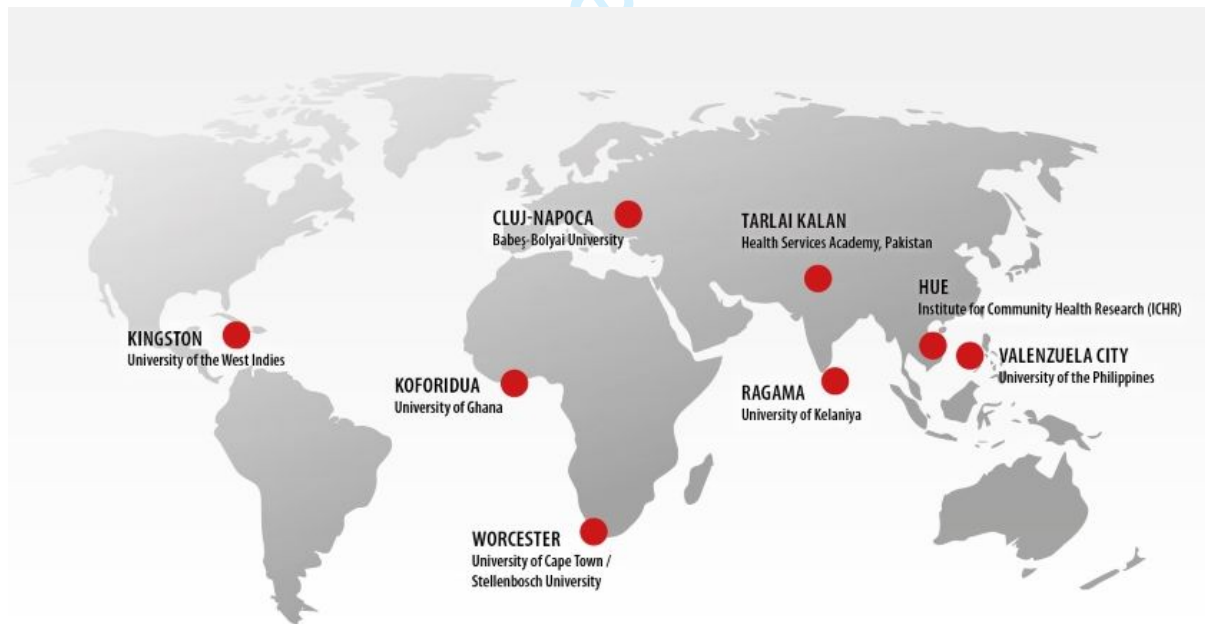 CLUJ-NAPOCA
Babeș-Bolyai University
TARLAI KALAN
Health Services Academy, Pakistan
HUE
Institute for Community Health Research (ICHR)
KINGSTON
University of the West Indies
VALENZUELA CITY
University of the Philippines
KOFORIDUA
University of Ghana
RAGAMA
University of Kelaniya
WORCESTER
University of Cape Town /
Stellenbosch University